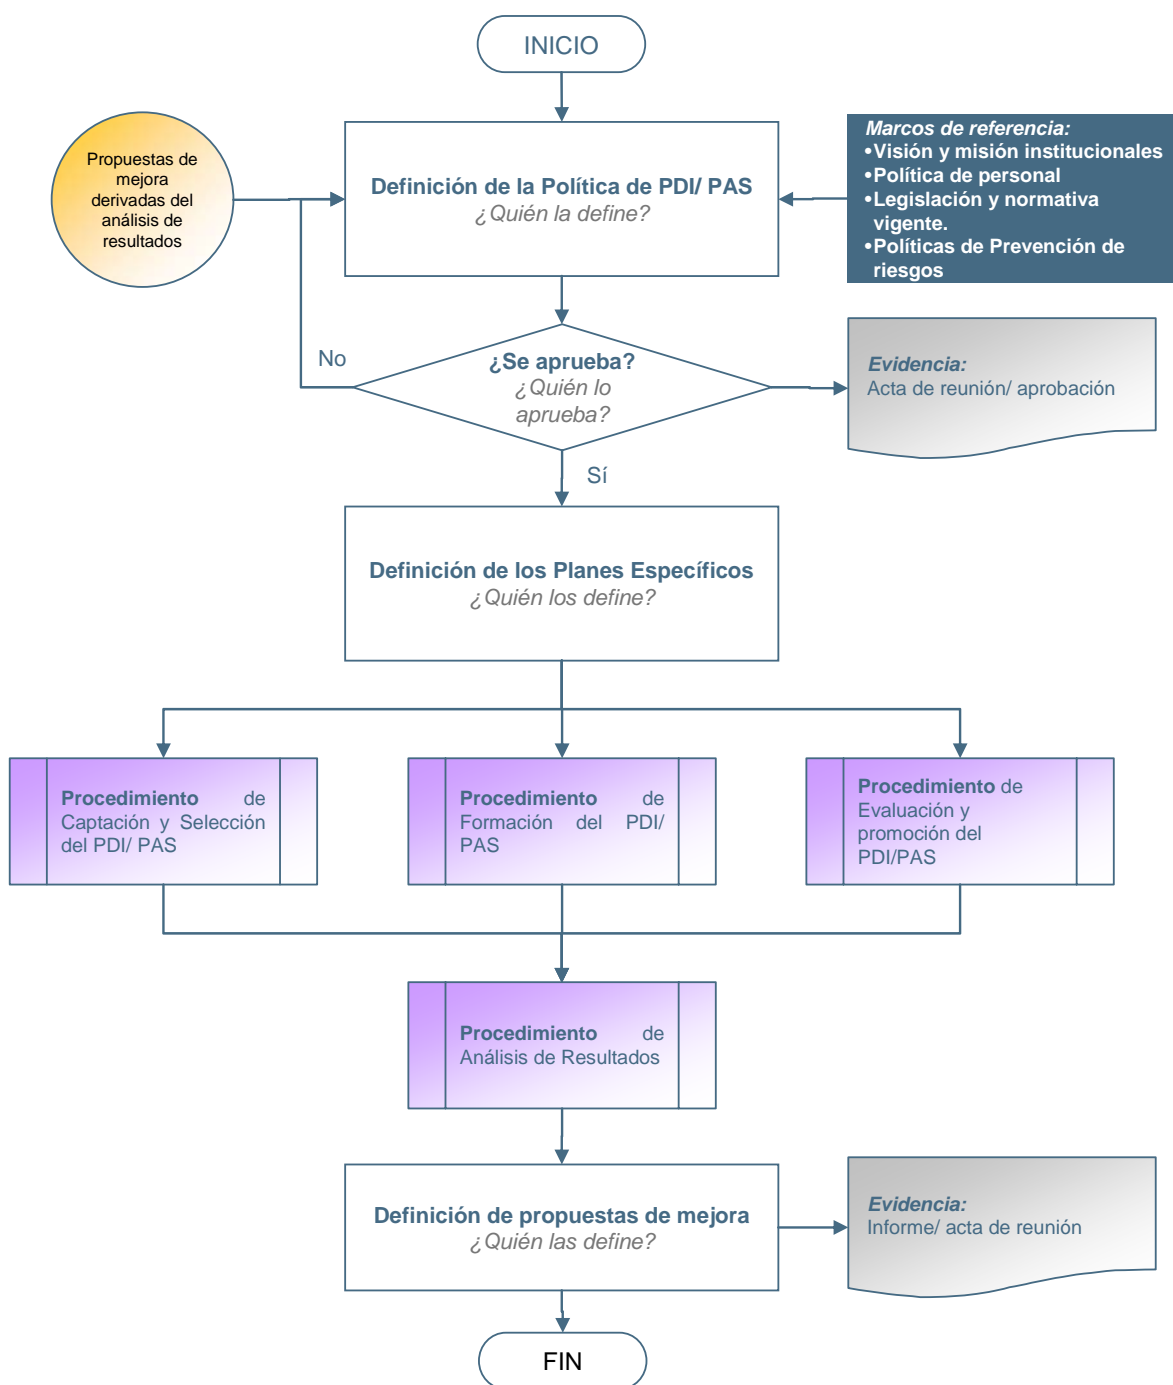 INICIO
Propuestas de
mejora
derivadas del
análisis de
resultados
Definición de la Política de PDI/ PAS
¿Quién la define?
Marcos de referencia:
•Visión y misión institucionales
•Política de personal
•Legislación y normativa
vigente.
•Políticas de Prevención de
riesgos
No
¿Se aprueba?
¿Quién lo
aprueba?
Evidencia:
Acta de reunión/ aprobación
Sí
Definición de los Planes Específicos
¿Quién los define?
Procedimiento de
Captación y Selección
del PDI/ PAS
Procedimiento de
Formación del PDI/
PAS
Procedimiento de
Evaluación y
promoción del
PDI/PAS
Procedimiento de
Análisis de Resultados
Definición de propuestas de mejora
¿Quién las define?
Evidencia:
Informe/ acta de reunión
FIN